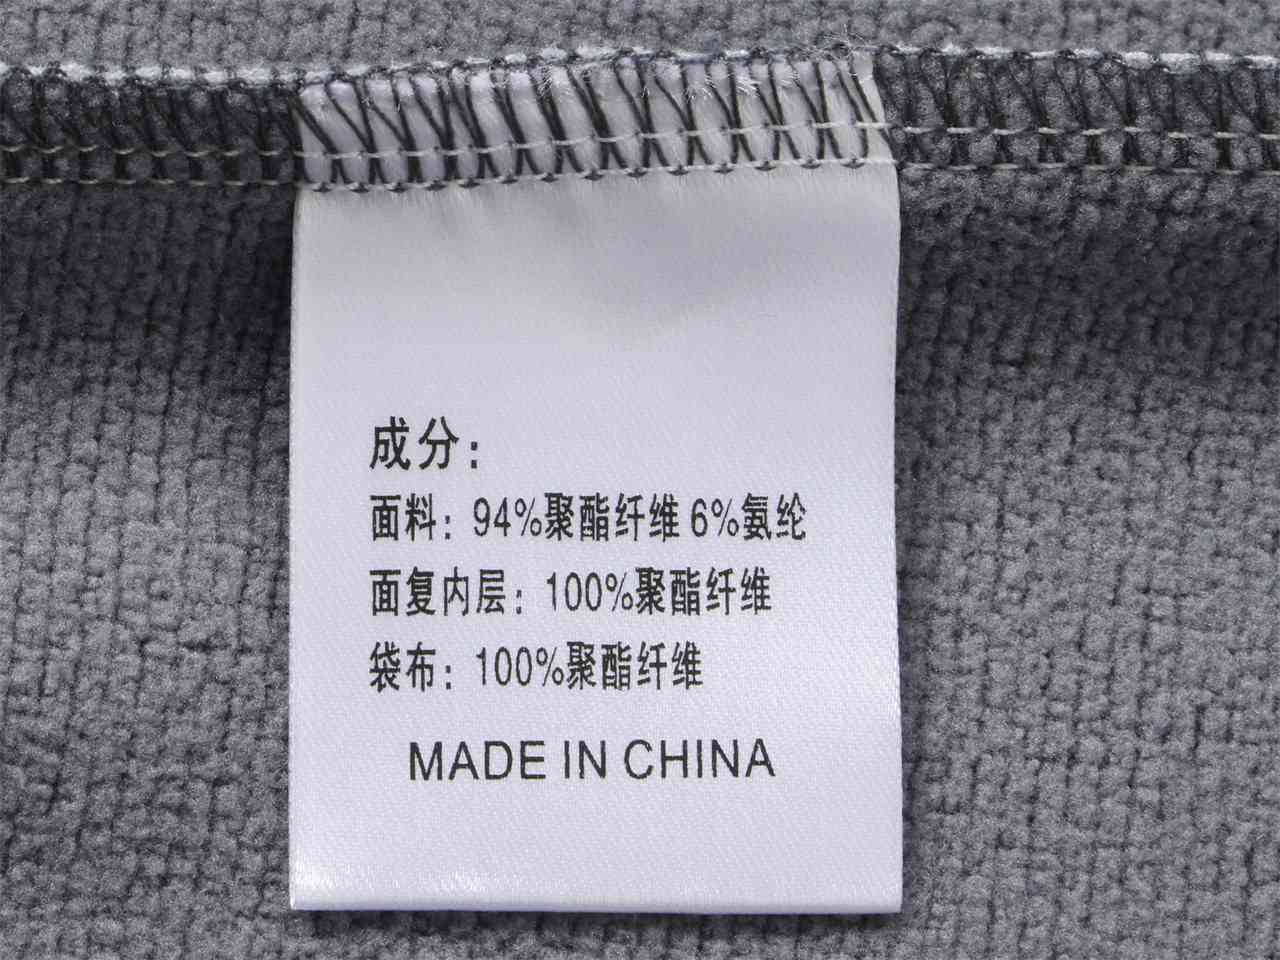 成分：
面料：94%聚酯纤维 6%氨纶
面复内层：100%聚酯纤维
袋布：100%聚酯纤维
MADE IN CHINA